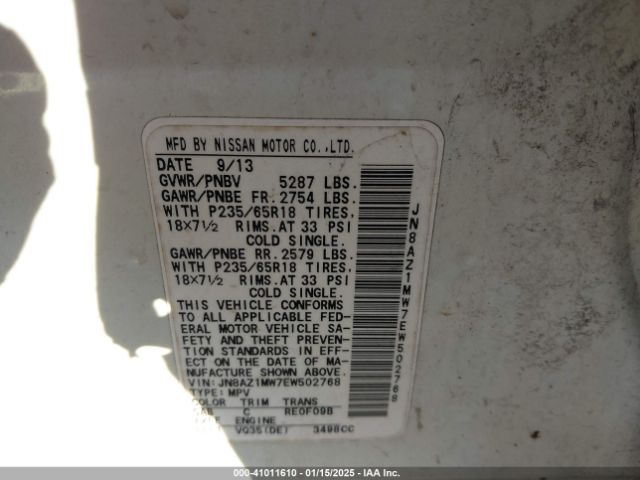 MFD BY NISSAN MOTOR CO.,LTD.
DATE 9/13
GVWR/PNBV 5287 LBS.
GAWR/PNBE FR. 2754 LBS.
WITH P235/65R18 TIRES.
18×7½ RIMS.AT 33 PSI
COLD SINGLE.
GAWR/PNBE RR. 2579 LBS.
WITH P235/65R18 TIRES.
18×7½ RIMS.AT 33 PSI
COLD SINGLE.
THIS VEHICLE CONFORMS
TO ALL APPLICABLE FED-
ERAL MOTOR VEHICLE SA-
FETY AND THEFT PREVEN-
TION STANDARDS IN EFF-
ECT ON THE DATE OF MA-
NUFACTURE SHOWN ABOVE.
VIN: JN8AZ1MW7EW502768
TYPE: MPV
COLOR TRIM TRANS
C RE0F09B
ENGINE
VQ35(DE) 3498CC
JN8AZ1MW7EW502768
000-41011610 - 01/15/2025 - IAAI.COM